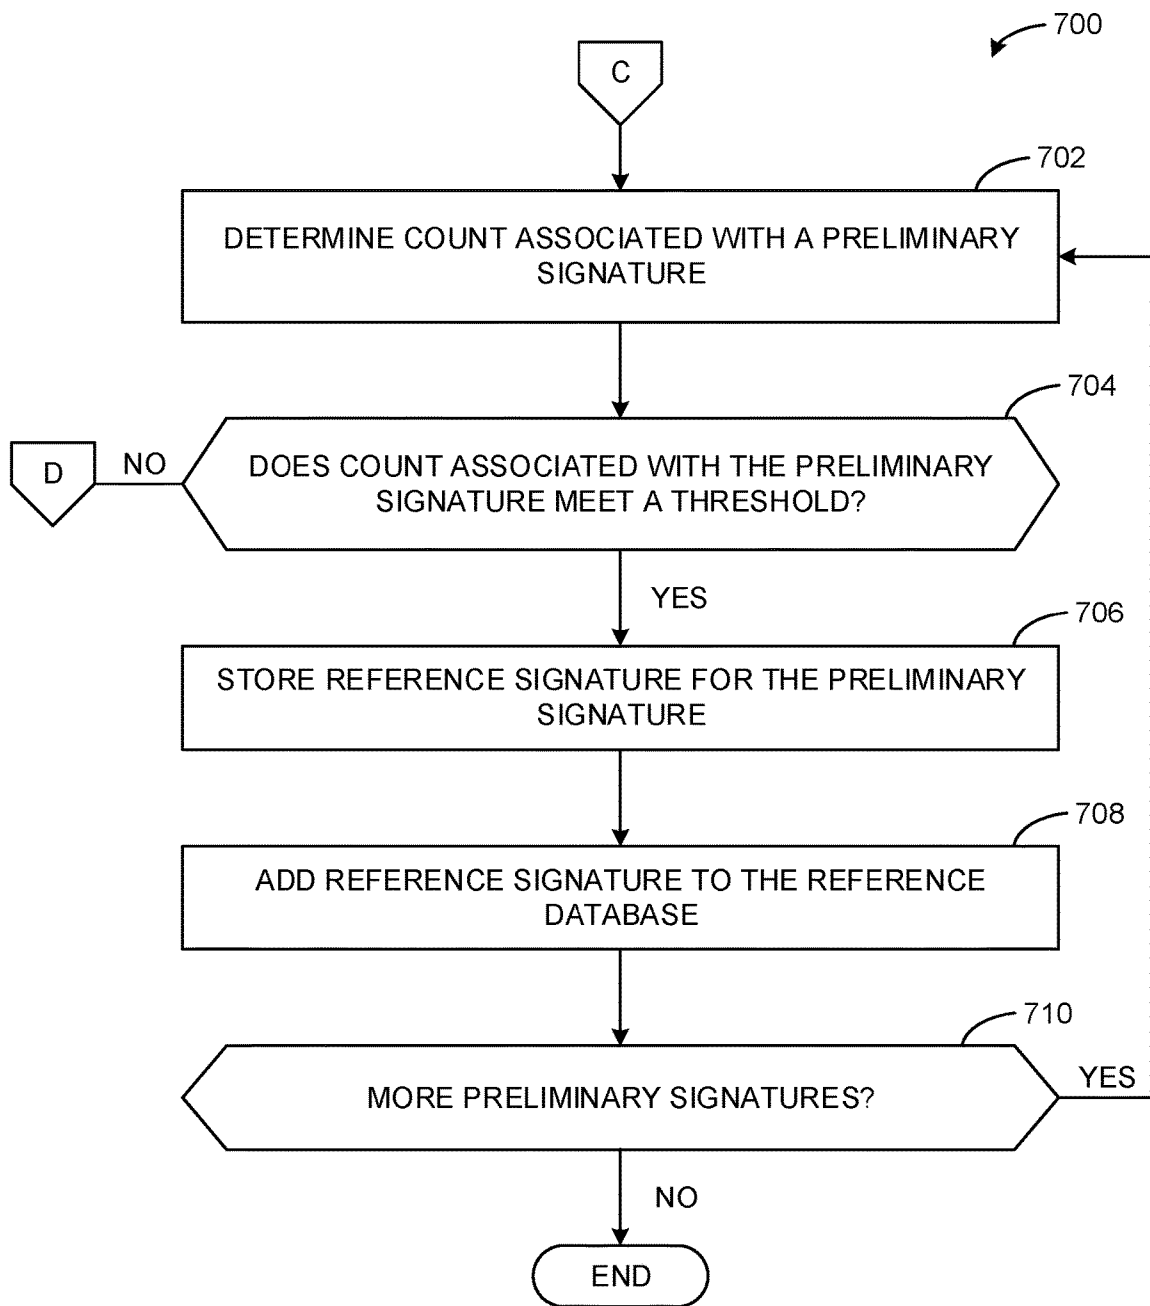 700
C
702
DETERMINE COUNT ASSOCIATED WITH A PRELIMINARY
SIGNATURE
704
D
NO
DOES COUNT ASSOCIATED WITH THE PRELIMINARY
SIGNATURE MEET A THRESHOLD?
YES
706
STORE REFERENCE SIGNATURE FOR THE PRELIMINARY
SIGNATURE
708
ADD REFERENCE SIGNATURE TO THE REFERENCE
DATABASE
710
MORE PRELIMINARY SIGNATURES?
YES
NO
END